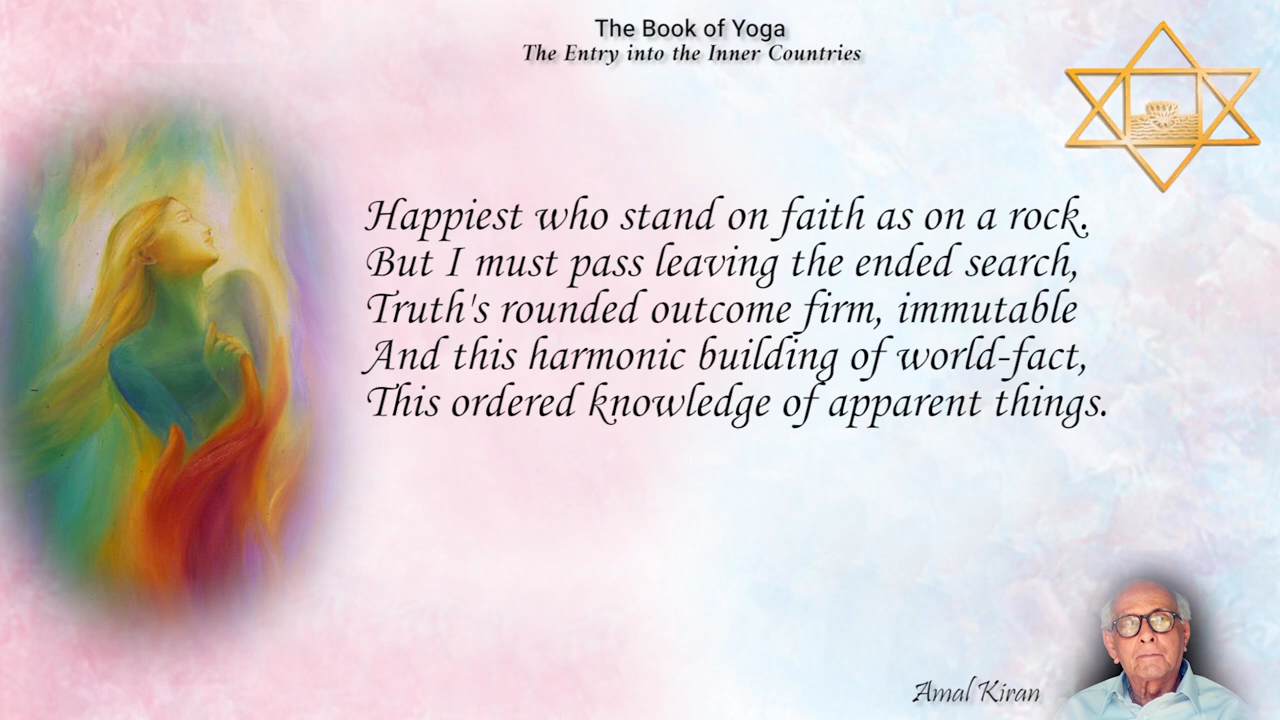 The Book of Yoga
The Entry into the Inner Countries
Happiest who stand on faith as on a rock.
But I must pass leaving the ended search,
Truth's rounded outcome firm, immutable
And this harmonic building of world-fact,
This ordered knowledge of apparent things.
Amal Kiran